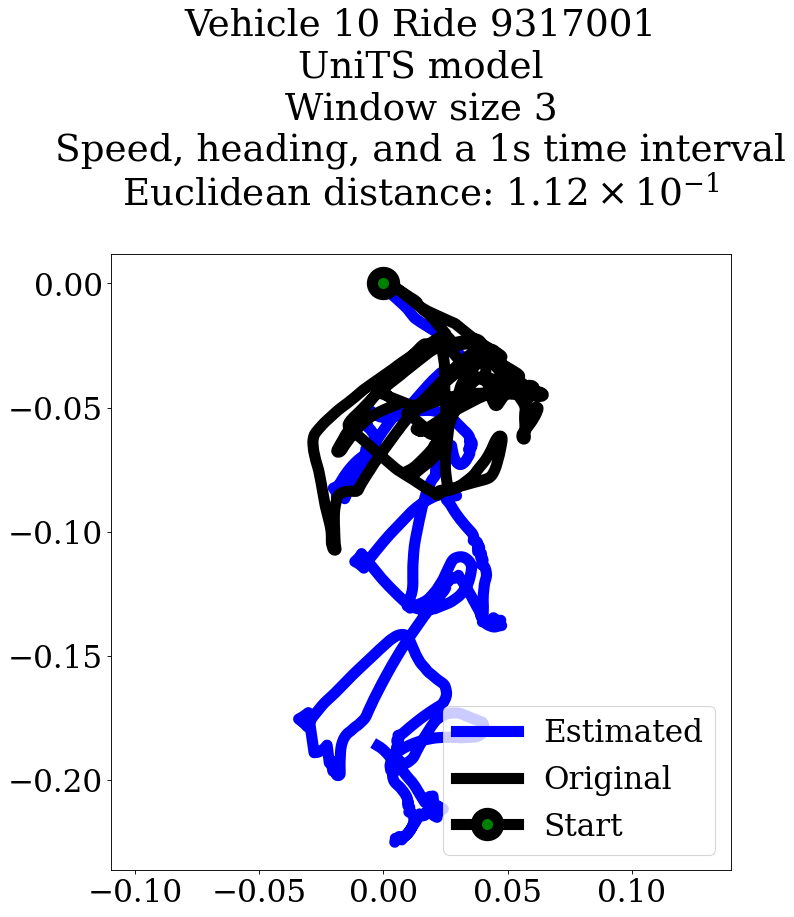 Vehicle 10 Ride 9317001
UniTS model
Window size 3
Speed, heading, and a 1s time interval
Euclidean distance: 1.12 × 10⁻¹
0.00
−0.05
−0.10
−0.15
−0.20
Estimated
Original
Start
−0.10 −0.05 0.00 0.05 0.10